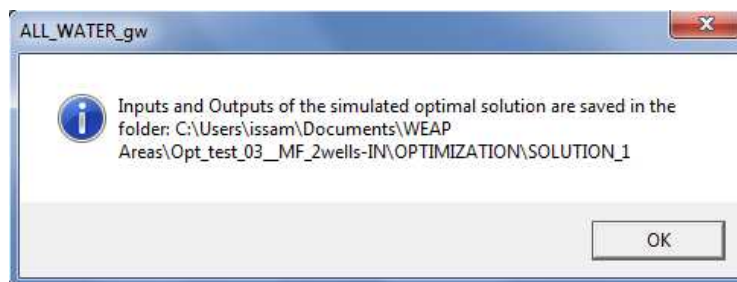 ALL_WATER_gw
Inputs and Outputs of the simulated optimal solution are saved in the
folder: C:\Users\issam\Documents\WEAP
Areas\Opt_test_03__MF_2wells-IN\OPTIMIZATION\SOLUTION_1
OK